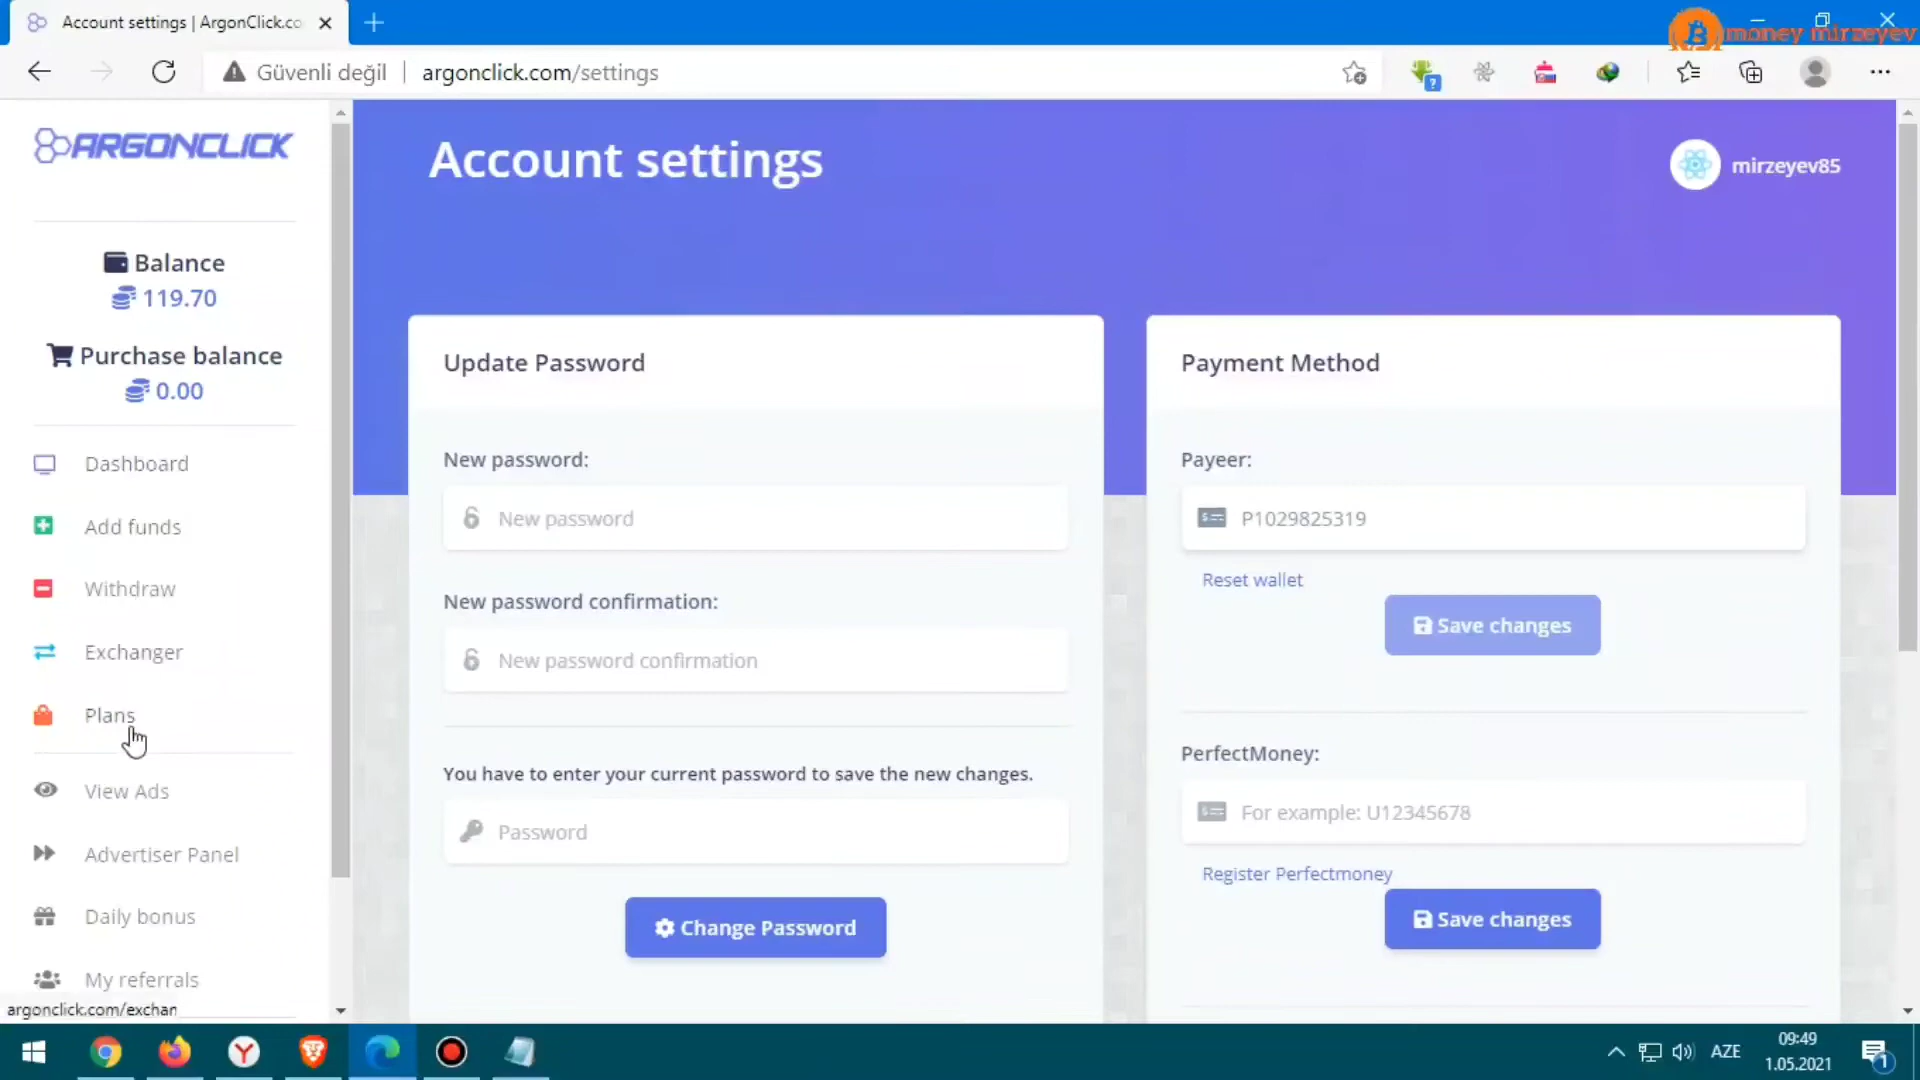 Account settings | ArgonClick.co
money mirzeyev
Güvenli değil
argonclick.com/settings
ARGONCLICK
Account settings
mirzeyev85
Balance
119.70
Purchase balance
0.00
Dashboard
Add funds
Withdraw
Exchanger
Plans
View Ads
Advertiser Panel
Daily bonus
My referrals
argonclick.com/exchan
Update Password
New password:
New password
New password confirmation:
New password confirmation
You have to enter your current password to save the new changes.
Password
Change Password
Payment Method
Payeer:
P1029825319
Reset wallet
Save changes
PerfectMoney:
For example: U12345678
Register Perfectmoney
Save changes
AZE
09:49
1.05.2021
1